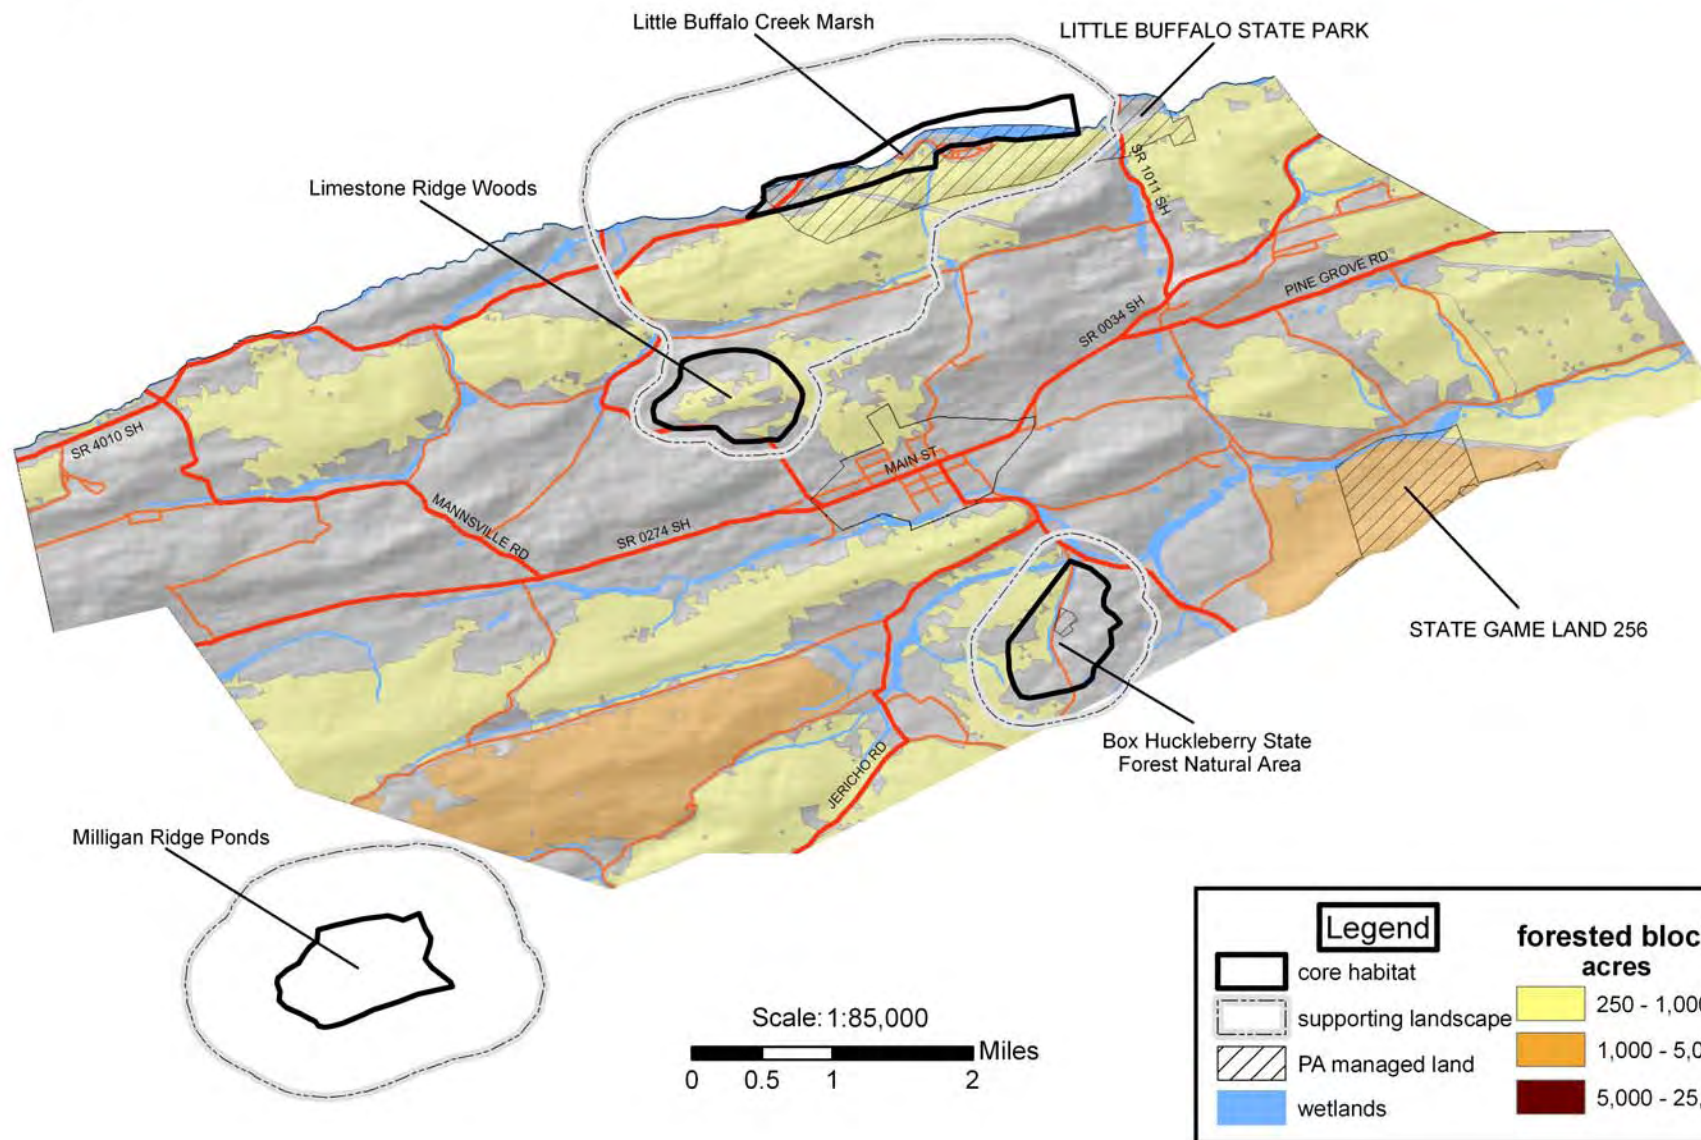 Little Buffalo Creek Marsh
LITTLE BUFFALO STATE PARK
Limestone Ridge Woods
SR 1011 SH
PINE GROVE RD
SR 0034 SH
SR 4010 SH
MAIN ST
MANNSVILLE RD
SR 0274 SH
STATE GAME LAND 256
Box Huckleberry State
Forest Natural Area
JERICHO RD
Milligan Ridge Ponds
Scale: 1:85,000
Miles
0 0.5 1 2
Legend
core habitat
supporting landscape
PA managed land
wetlands
forested bloc
acres
250 - 1,000
1,000 - 5,0
5,000 - 25,